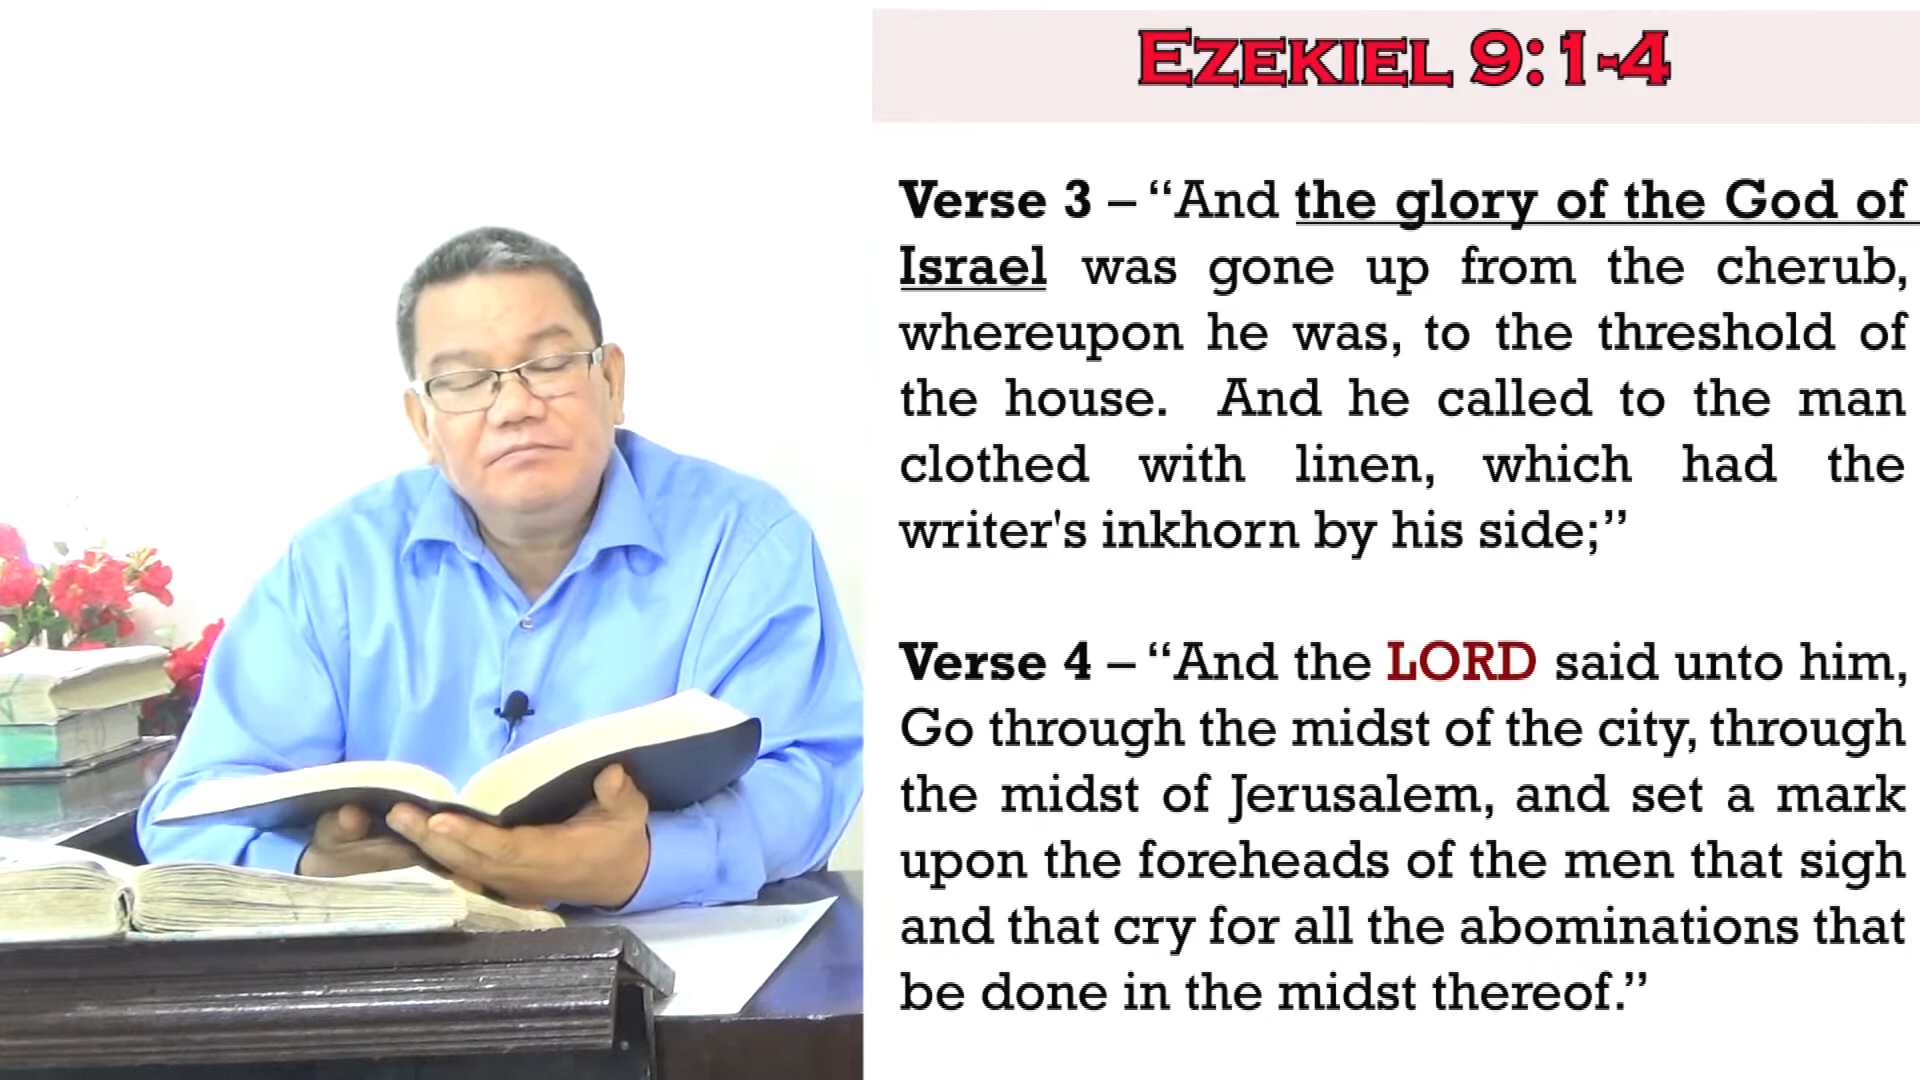 EZEKIEL 9:1-4
Verse 3 – “And the glory of the God of
Israel was gone up from the cherub,
whereupon he was, to the threshold of
the house. And he called to the man
clothed with linen, which had the
writer's inkhorn by his side;”
Verse 4 – “And the LORD said unto him,
Go through the midst of the city, through
the midst of Jerusalem, and set a mark
upon the foreheads of the men that sigh
and that cry for all the abominations that
be done in the midst thereof.”